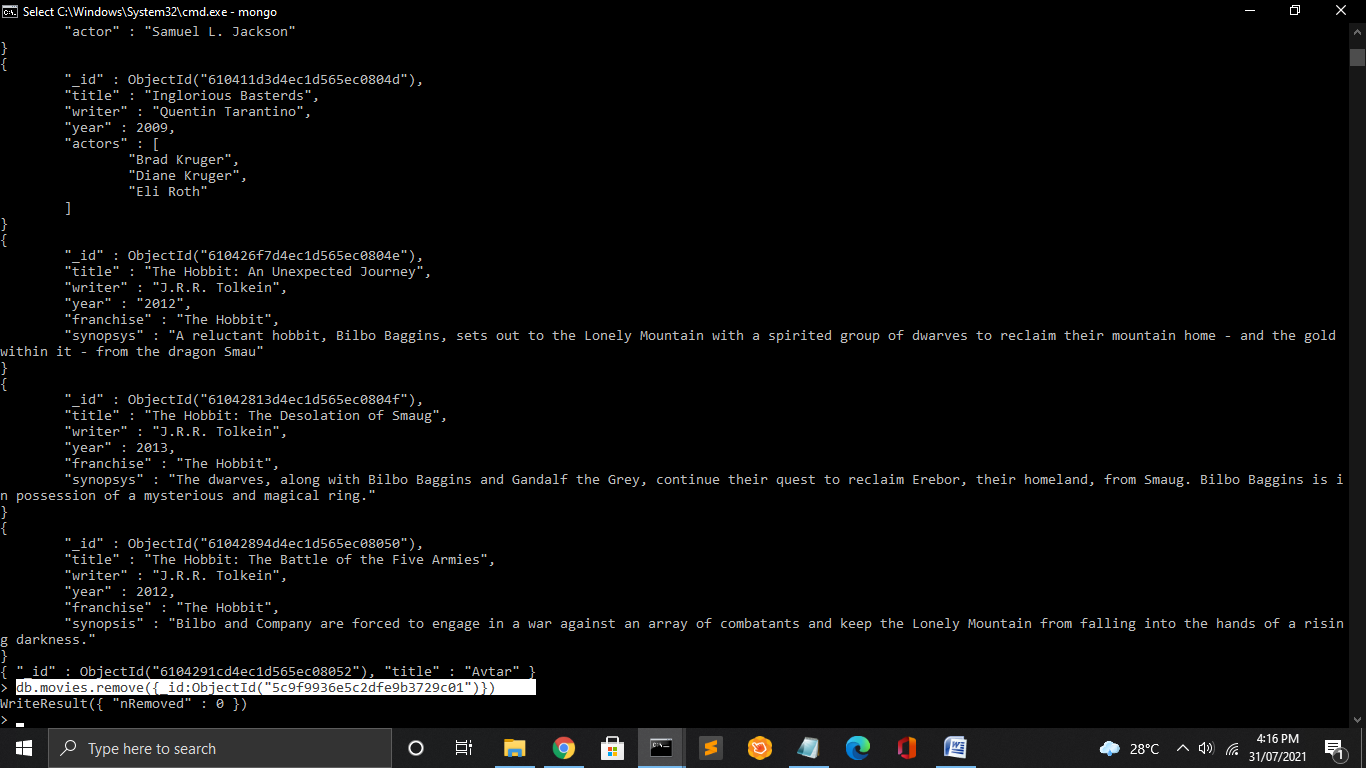 Select C:\Windows\System32\cmd.exe - mongo
"actor" : "Samuel L. Jackson"
}
{
"_id" : ObjectId("610411d3d4ec1d565ec0804d"),
"title" : "Inglorious Basterds",
"writer" : "Quentin Tarantino",
"year" : 2009,
"actors" : [
"Brad Kruger",
"Diane Kruger",
"Eli Roth"
]
}
{
"_id" : ObjectId("610426f7d4ec1d565ec0804e"),
"title" : "The Hobbit: An Unexpected Journey",
"writer" : "J.R.R. Tolkein",
"year" : "2012",
"franchise" : "The Hobbit",
"synopsys" : "A reluctant hobbit, Bilbo Baggins, sets out to the Lonely Mountain with a spirited group of dwarves to reclaim their mountain home - and the gold
within it - from the dragon Smau"
}
{
"_id" : ObjectId("61042813d4ec1d565ec0804f"),
"title" : "The Hobbit: The Desolation of Smaug",
"writer" : "J.R.R. Tolkein",
"year" : 2013,
"franchise" : "The Hobbit",
"synopsys" : "The dwarves, along with Bilbo Baggins and Gandalf the Grey, continue their quest to reclaim Erebor, their homeland, from Smaug. Bilbo Baggins is i
n possession of a mysterious and magical ring."
}
{
"_id" : ObjectId("61042894d4ec1d565ec08050"),
"title" : "The Hobbit: The Battle of the Five Armies",
"writer" : "J.R.R. Tolkein",
"year" : 2012,
"franchise" : "The Hobbit",
"synopsis" : "Bilbo and Company are forced to engage in a war against an array of combatants and keep the Lonely Mountain from falling into the hands of a risin
g darkness."
}
{ "_id" : ObjectId("6104291cd4ec1d565ec08052"), "title" : "Avtar" }
> db.movies.remove({_id:ObjectId("5c9f9936e5c2dfe9b3729c01")})
WriteResult({ "nRemoved" : 0 })
>
Type here to search
28°C
4:16 PM
31/07/2021
1